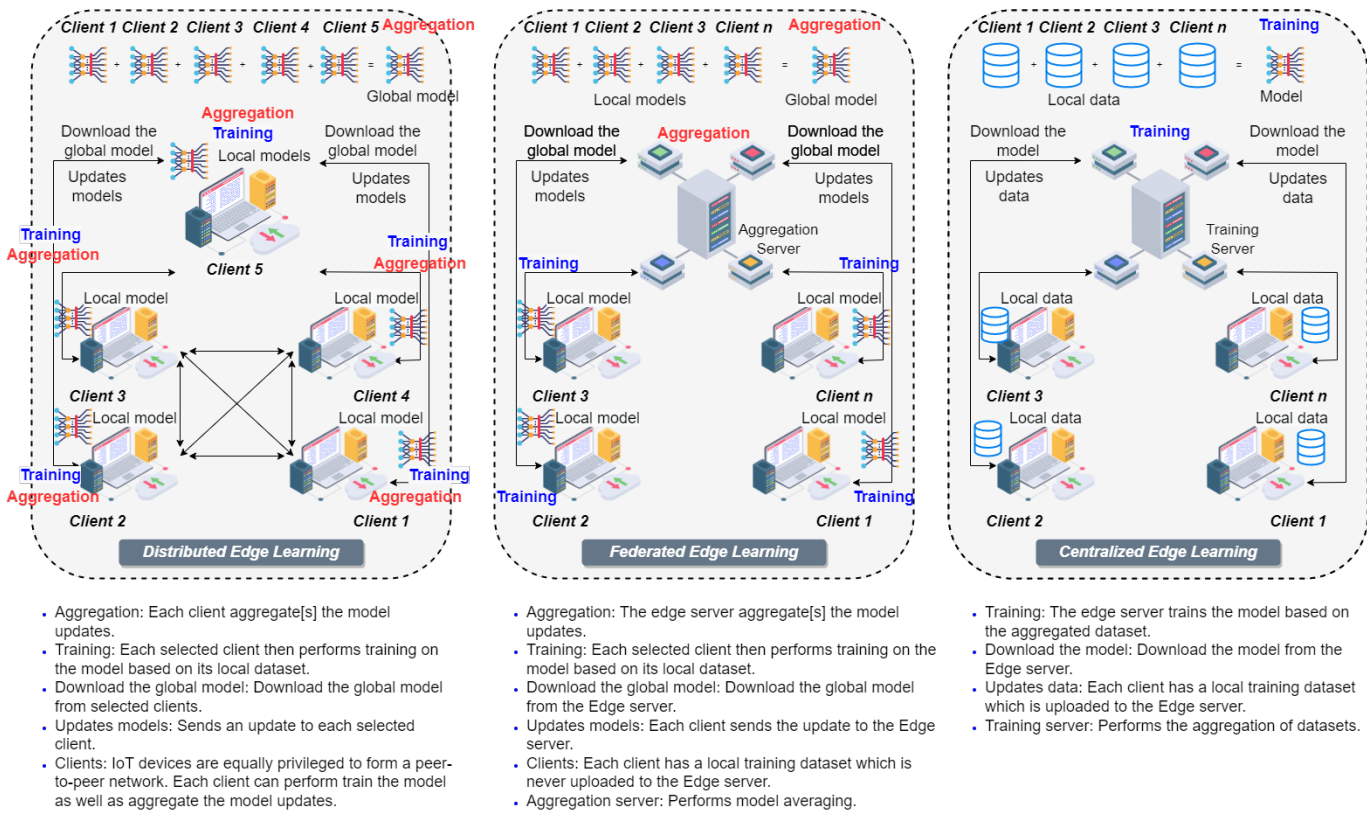 Client 1 Client 2 Client 3 Client 4 Client 5 Aggregation
+ + + + =
Global model
Aggregation
Training
Local models
Download the
global model
Updates
models
Download the
global model
Updates
models
Training
Aggregation
Training
Aggregation
Client 5
Local model
Local model
Client 3
Client 4
Local model
Local model
Training
Aggregation
Training
Aggregation
Client 2
Client 1
Distributed Edge Learning
• Aggregation: Each client aggregate[s] the model
updates.
• Training: Each selected client then performs training on
the model based on its local dataset.
• Download the global model: Download the global model
from selected clients.
• Updates models: Sends an update to each selected
client.
• Clients: IoT devices are equally privileged to form a peer-
to-peer network. Each client can perform train the model
as well as aggregate the model updates.
Client 1 Client 2 Client 3 Client n Aggregation
+ + + =
Local models
Global model
Download the
global model
Updates
models
Aggregation
Download the
global model
Updates
models
Aggregation
Server
Training
Training
Local model
Local model
Client 3
Client n
Local model
Local model
Training
Training
Client 2
Client 1
Federated Edge Learning
• Aggregation: The edge server aggregate[s] the model
updates.
• Training: Each selected client then performs training on the
model based on its local dataset.
• Download the global model: Download the global model
from the Edge server.
• Updates models: Each client sends the update to the Edge
server.
• Clients: Each client has a local training dataset which is
never uploaded to the Edge server.
• Aggregation server: Performs model averaging.
Client 1 Client 2 Client 3 Client n Training
+ + + =
Local data
Model
Download the
model
Updates
data
Training
Download the
model
Updates
data
Training
Server
Local data
Local data
Client 3
Client n
Local data
Local data
Client 2
Client 1
Centralized Edge Learning
• Training: The edge server trains the model based on
the aggregated dataset.
• Download the model: Download the model from the
Edge server.
• Updates data: Each client has a local training dataset
which is uploaded to the Edge server.
• Training server: Performs the aggregation of datasets.